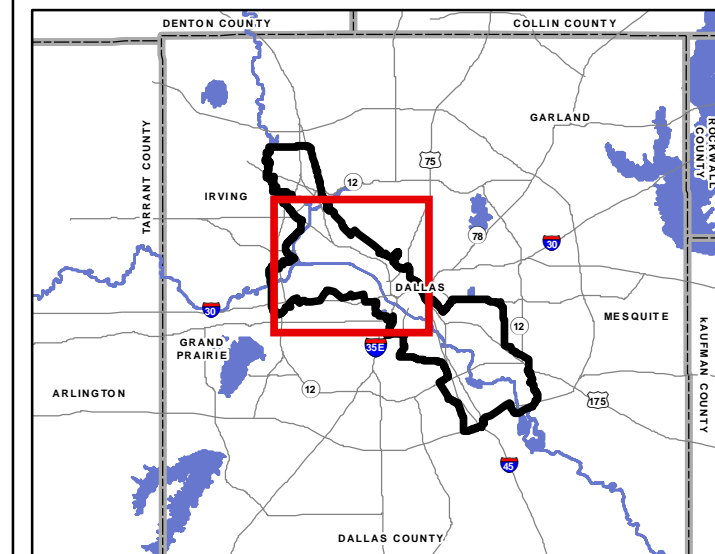 DENTON COUNTY
COLLIN COUNTY
TARRANT COUNTY
ROCKWALL
COUNTY
GARLAND
75
12
IRVING
78
30
DALLAS
30
12
MESQUITE
GRAND
PRAIRIE
35E
KAUFMAN COUNTY
ARLINGTON
12
175
45
DALLAS COUNTY